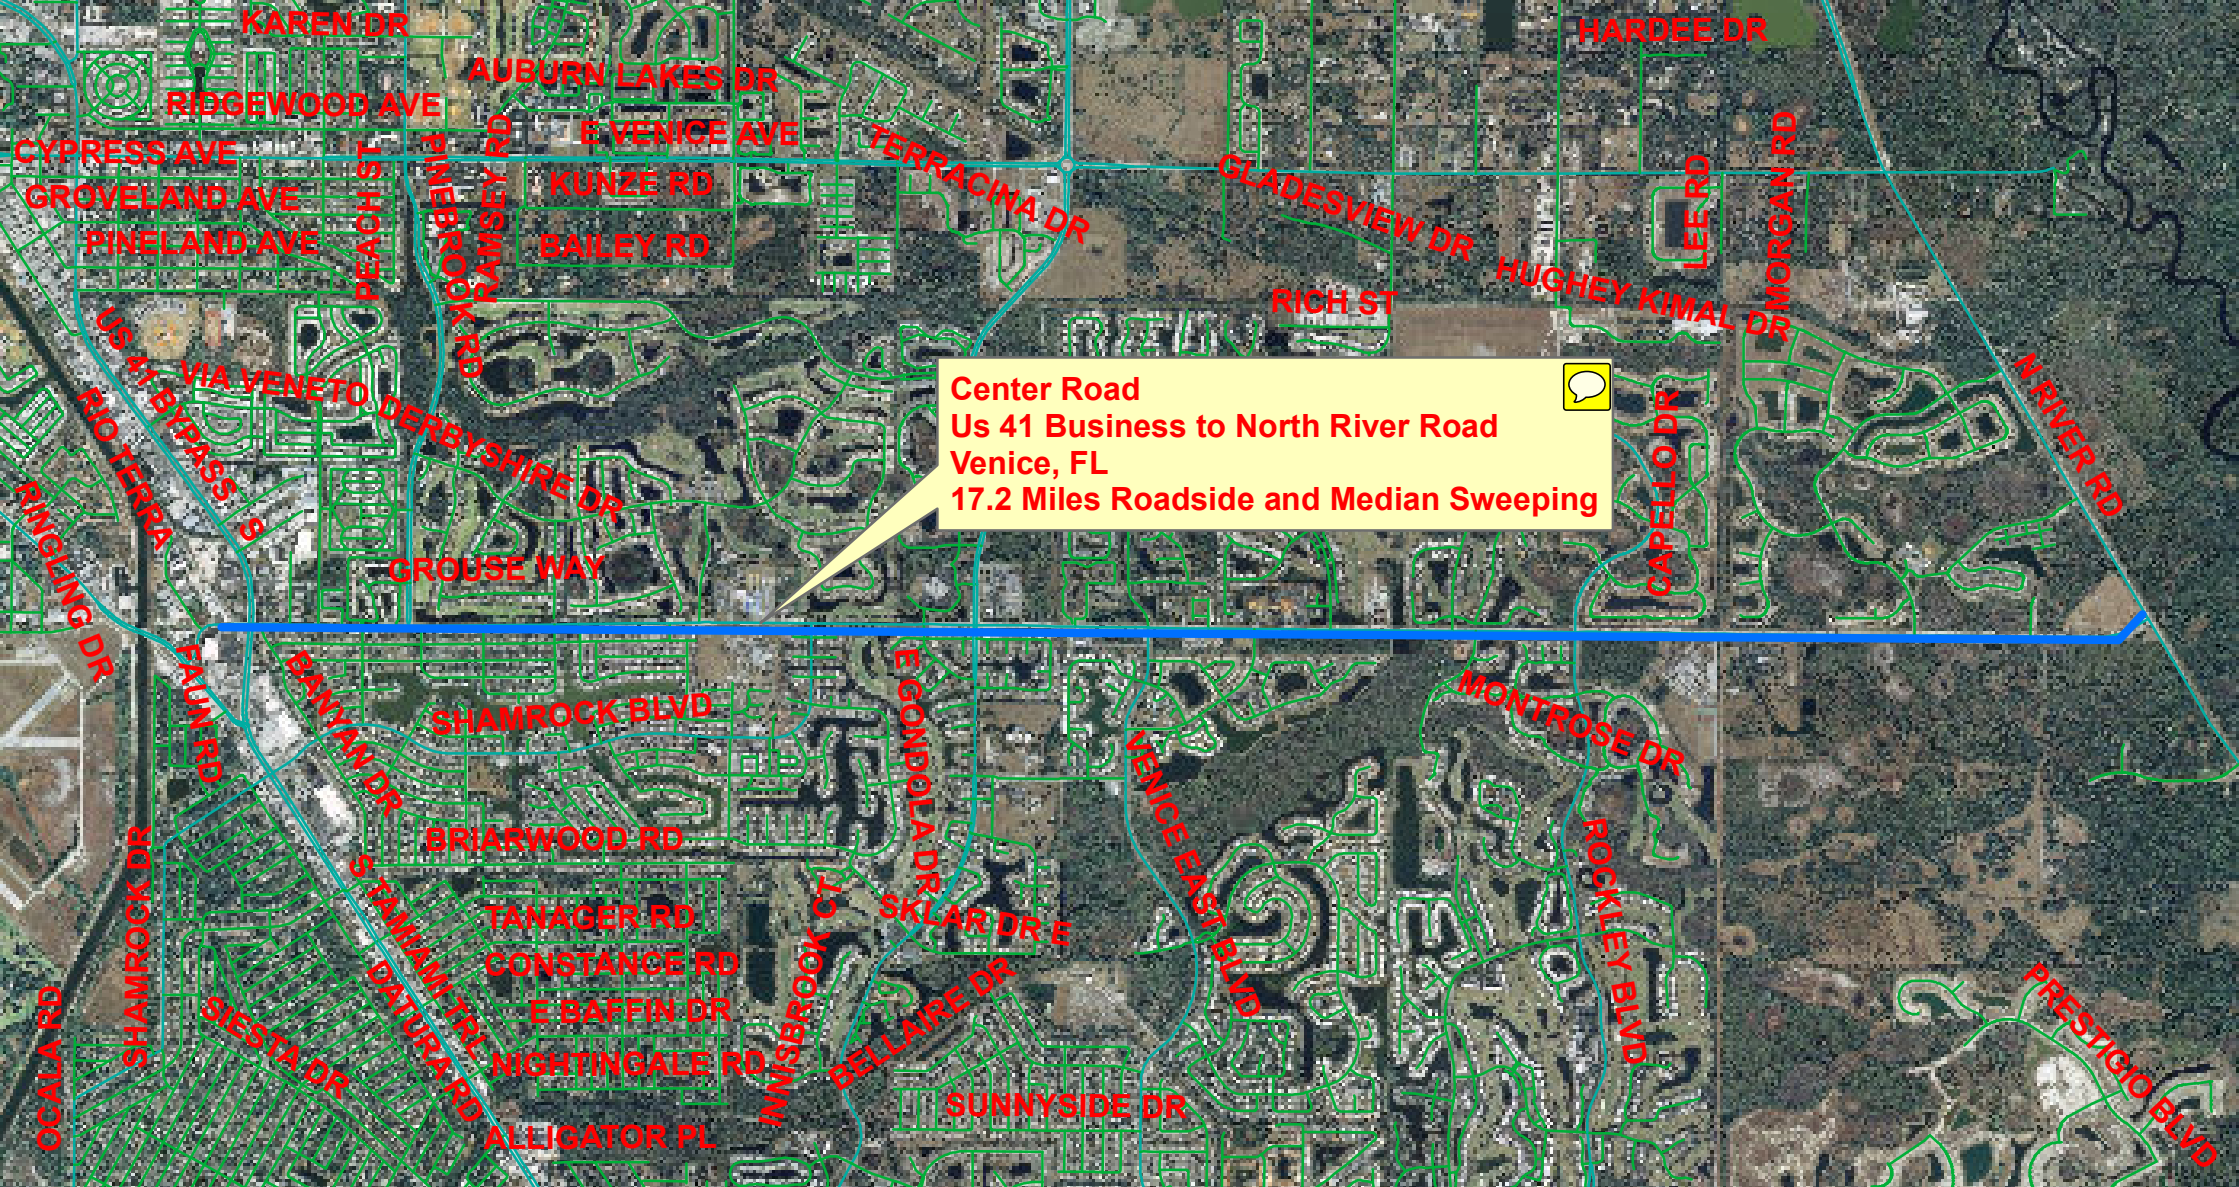 KAREN DR
HARDEE DR
AUBURN LAKES DR
RIDGEWOOD AVE
E VENICE AVE
CYPRESS AVE
PEACH ST
PINEBROOK RD
RAMSEY RD
TERRACINA DR
GLADESVIEW DR
LEE RD
MORGAN RD
KUNZE RD
GROVELAND AVE
PINELAND AVE
BAILEY RD
HUGHEY KIMAL DR
RICH ST
US 41 BYPASS S
VIA VENETO
DERBYSHIRE DR
RIO TERRA
N RIVER RD
CAPELLO DR
Center Road
Us 41 Business to North River Road
Venice, FL
17.2 Miles Roadside and Median Sweeping
RINGLING DR
GROUSE WAY
FAUN RD
BANYAN DR
E GONDOLA DR
SHAMROCK BLVD
MONTROSE DR
VENICE EAST BLVD
BRIARWOOD RD
SHAMROCK DR
ROCKLEY BLVD
S TAMIAMI TRL
TANAGER RD
INNISBROOK CT
SKLAR DR E
CONSTANCE RD
DATURA RD
BELLAIRE DR
PRESTIGIO BLVD
OCALA RD
SIESTA DR
E BAFFIN DR
NIGHTINGALE RD
SUNNYSIDE DR
ALLIGATOR PL